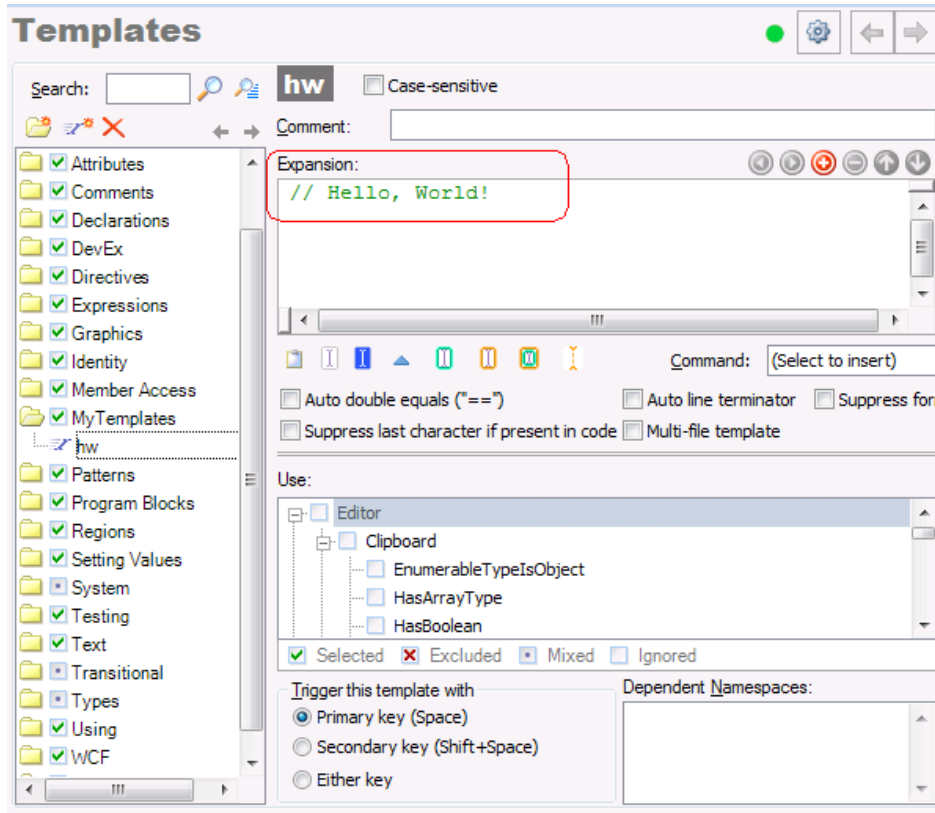 Templates
Search:
hw
Case-sensitive
Comment:
Attributes
Comments
Declarations
DevEx
Directives
Expressions
Graphics
Identity
Member Access
MyTemplates
hw
Patterns
Program Blocks
Regions
Setting Values
System
Testing
Text
Transitional
Types
Using
WCF
Expansion:
// Hello, World!
Command: (Select to insert)
Auto double equals ("==")
Auto line terminator
Suppress for
Suppress last character if present in code
Multi-file template
Use:
Editor
Clipboard
EnumerableTypeIsObject
HasArrayType
HasBoolean
Selected Excluded Mixed Ignored
Trigger this template with
Primary key (Space)
Secondary key (Shift+Space)
Either key
Dependent Namespaces: